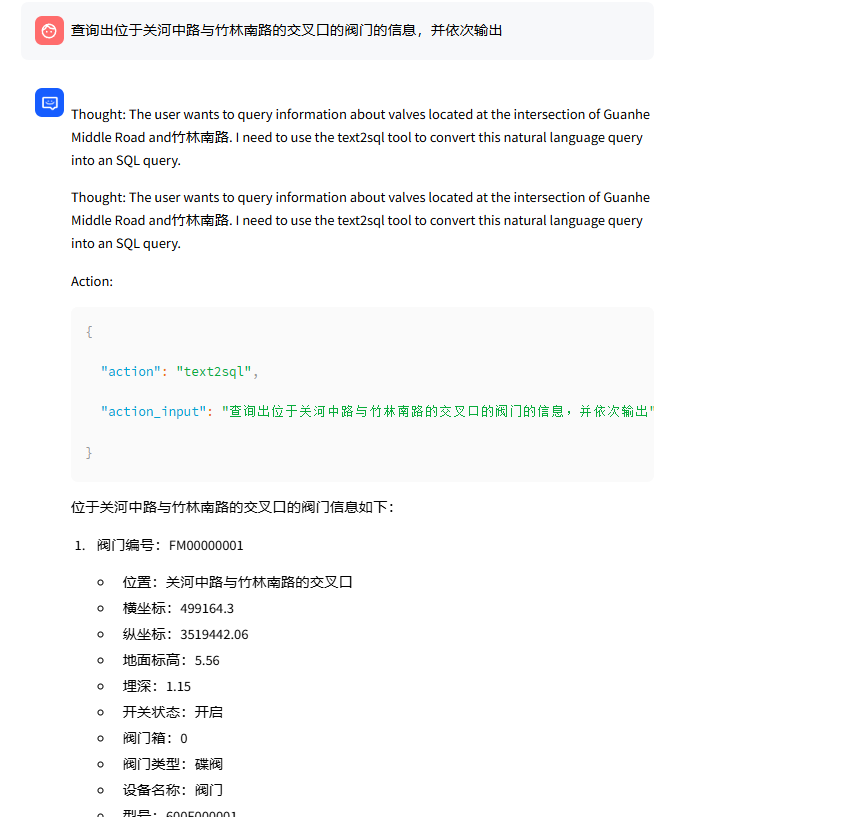 查询出位于关河中路与竹林南路的交叉口的阀门的信息，并依次输出
Thought: The user wants to query information about valves located at the intersection of Guanhe
Middle Road and竹林南路. I need to use the text2sql tool to convert this natural language query
into an SQL query.
Thought: The user wants to query information about valves located at the intersection of Guanhe
Middle Road and竹林南路. I need to use the text2sql tool to convert this natural language query
into an SQL query.
Action:
{
"action": "text2sql",
"action_input": "查询出位于关河中路与竹林南路的交叉口的阀门的信息，并依次输出"
}
位于关河中路与竹林南路的交叉口的阀门信息如下：
1. 阀门编号：FM00000001
位置：关河中路与竹林南路的交叉口
横坐标：499164.3
纵坐标：3519442.06
地面标高：5.56
埋深：1.15
开关状态：开启
阀门箱：0
阀门类型：碟阀
设备名称：阀门
型号：600F000001